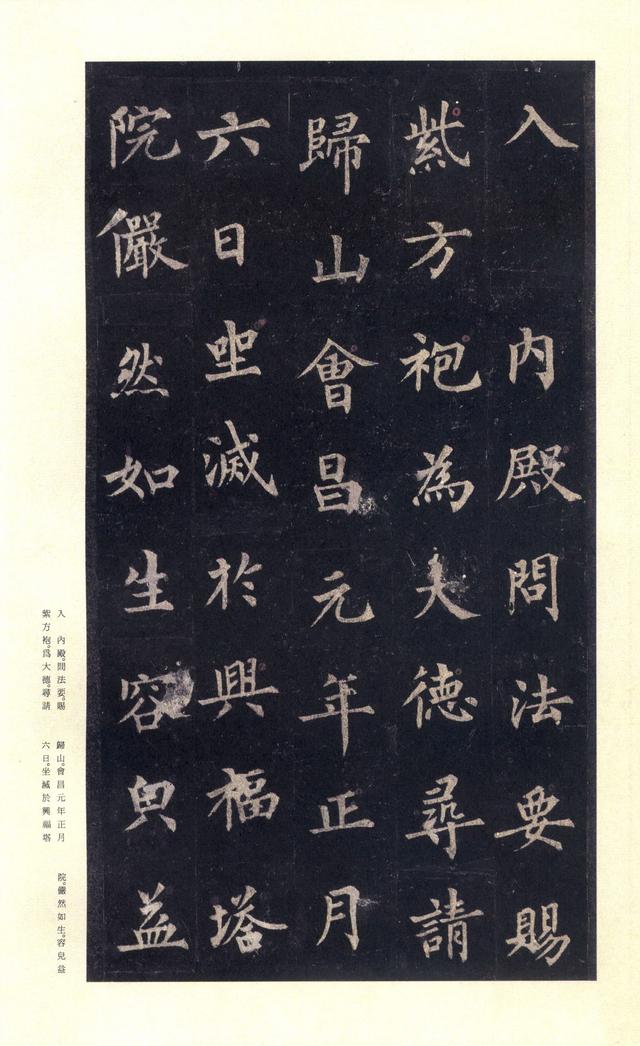 入　内殿問法要賜
紫方袍為大德尋請
歸山會昌元年正月
六日坐滅於興福塔
院儼然如生容皃益
入　內殿。問法要。賜
紫方袍。爲大德。尋請
歸山。會昌元年正月
六日。坐滅於興福塔
院。儼然如生。容兒益